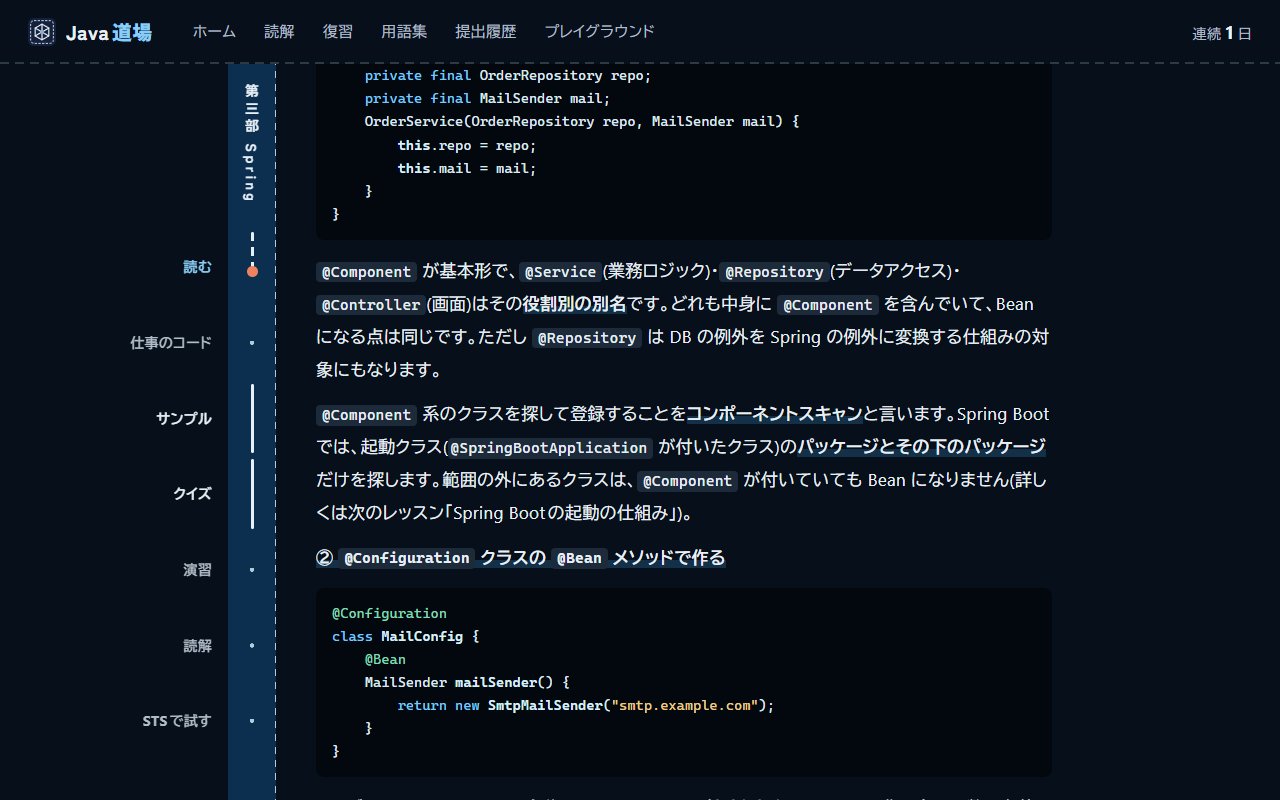 Java道場
ホーム 読解 復習 用語集 提出履歴 プレイグラウンド
連続 1 日
第三部 Spring
読む
仕事のコード
サンプル
クイズ
演習
読解
STSで試す
private final OrderRepository repo;
private final MailSender mail;
OrderService(OrderRepository repo, MailSender mail) {
this.repo = repo;
this.mail = mail;
}
}
@Component が基本形で、@Service(業務ロジック)・@Repository(データアクセス)・
@Controller(画面)はその役割別の別名です。どれも中身に @Component を含んでいて、Bean
になる点は同じです。ただし @Repository は DB の例外を Spring の例外に変換する仕組みの対
象にもなります。
@Component 系のクラスを探して登録することをコンポーネントスキャンと言います。Spring Boot
では、起動クラス(@SpringBootApplication が付いたクラス)のパッケージとその下のパッケージ
だけを探します。範囲の外にあるクラスは、@Component が付いていても Bean になりません(詳し
くは次のレッスン「Spring Bootの起動の仕組み」)。
② @Configuration クラスの @Bean メソッドで作る
@Configuration
class MailConfig {
@Bean
MailSender mailSender() {
return new SmtpMailSender("smtp.example.com");
}
}